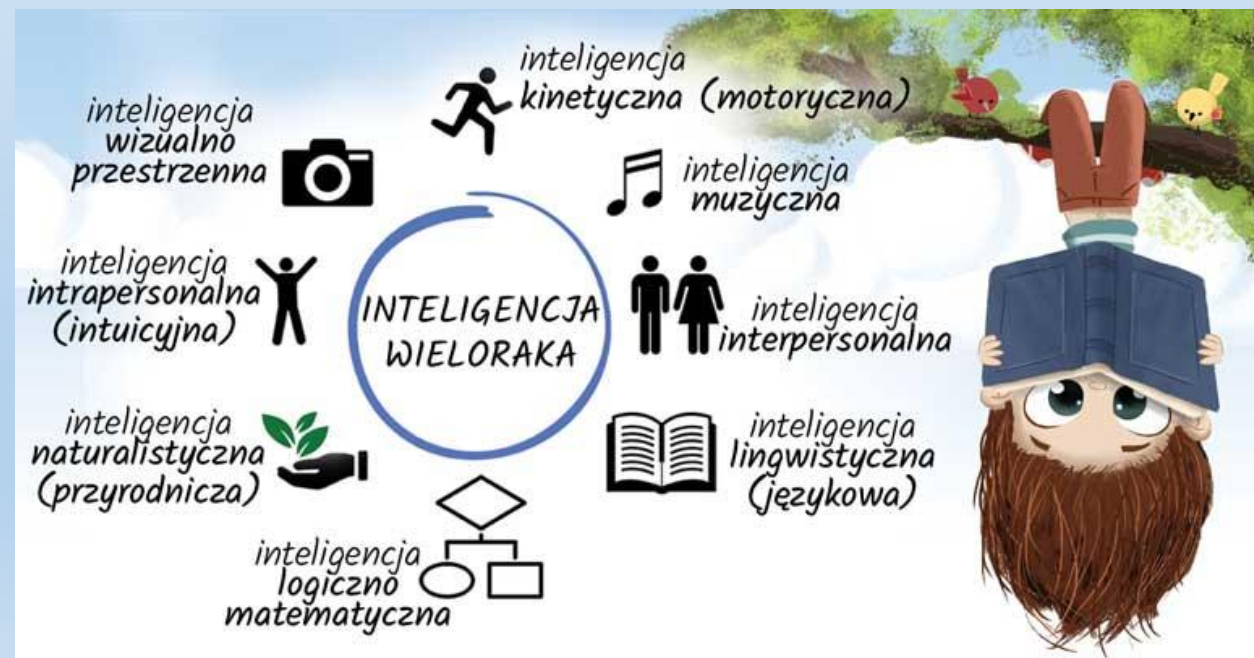 inteligencja
kinetyczna (motoryczna)
inteligencja
wizualno
przestrzenna
inteligencja
muzyczna
inteligencja
intrapersonalna
(intuicyjna)
INTELIGENCJA
WIELORAKA
inteligencja
interpersonalna
inteligencja
naturalistyczna
(przyrodnicza)
inteligencja
lingwistyczna
(językowa)
inteligencja
logiczno
matematyczna